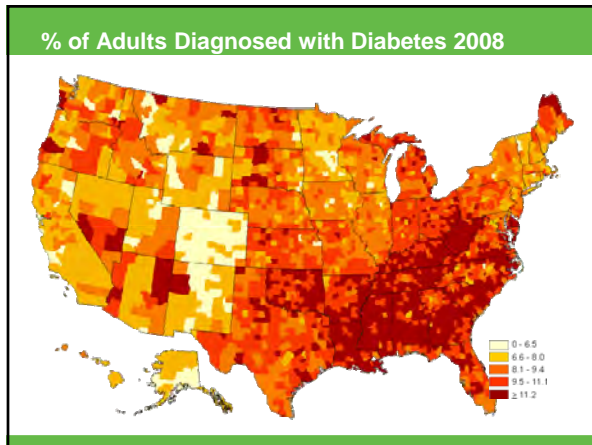 % of Adults Diagnosed with Diabetes 2008
0 - 6.5
6.6 - 8.0
8.1 - 9.4
9.5 - 11.1
≥ 11.2